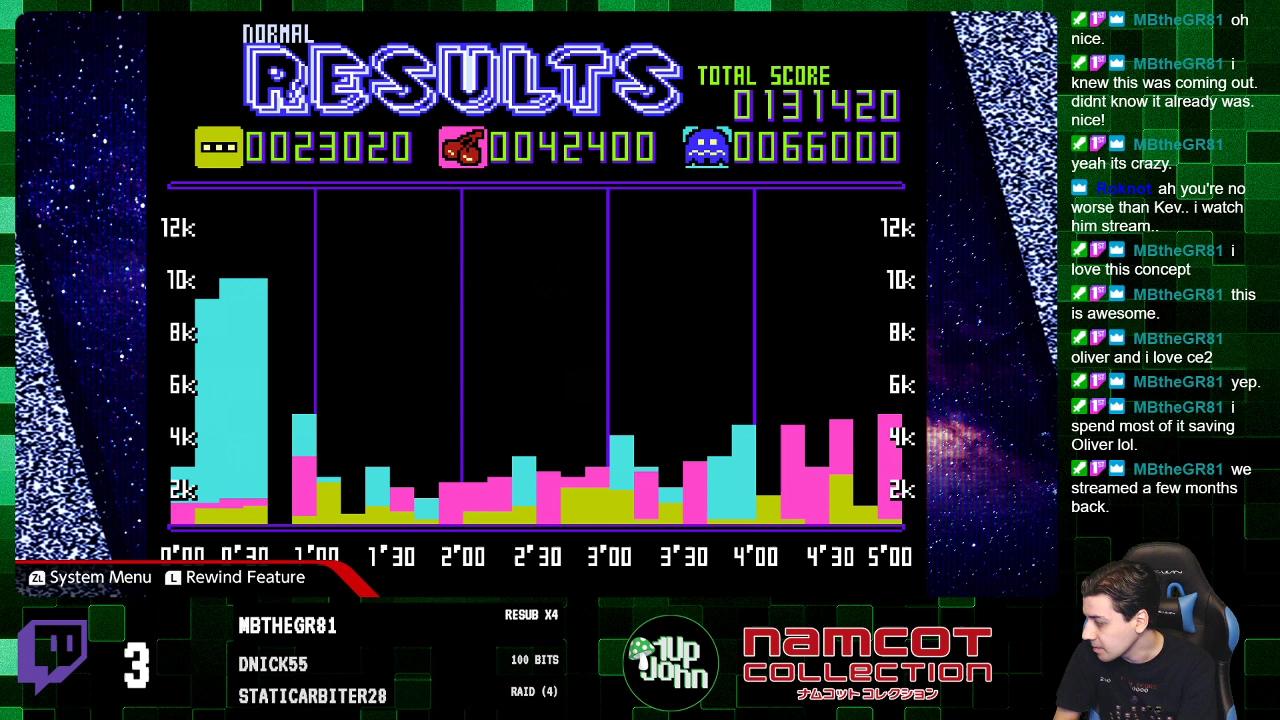 NORMAL
RESULTS
TOTAL SCORE
0131420
0023020 0042400 0066000
12k 12k
10k 10k
8k 8k
6k 6k
4k 4k
2k 2k
0"00 0"30 1"00 1"30 2"00 2"30 3"00 3"30 4"00 4"30 5"00
ZL System Menu L Rewind Feature
3
MBTHEGR81 RESUB X4
DNICK55 100 BITS
STATICARBITER28 RAID (4)
1Up
John
namcot
COLLECTION
ナムコット コレクション
MBtheGR81 oh
nice.
MBtheGR81 i
knew this was coming out.
didnt know it already was.
nice!
MBtheGR81
yeah its crazy.
Roknot ah you're no
worse than Kev.. i watch
him stream..
MBtheGR81 i
love this concept
MBtheGR81 this
is awesome.
MBtheGR81
oliver and i love ce2
MBtheGR81 yep.
MBtheGR81 i
spend most of it saving
Oliver lol.
MBtheGR81 we
streamed a few months
back.